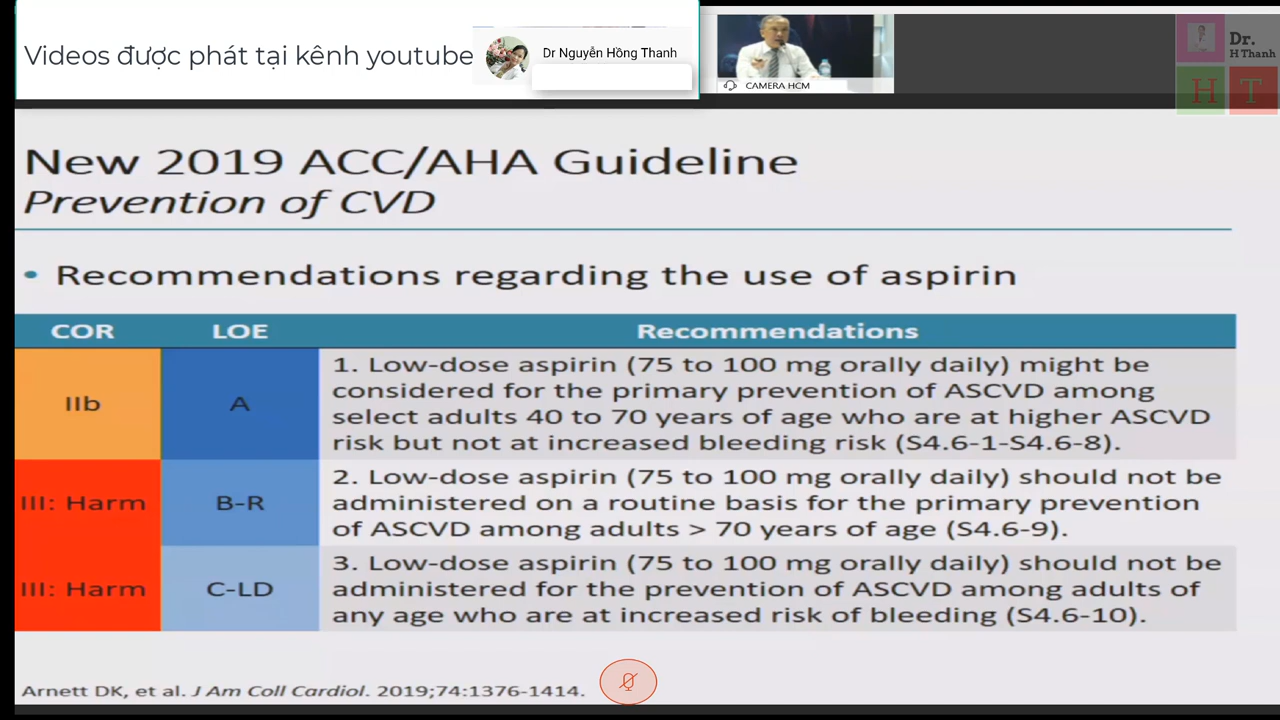 Videos được phát tại kênh youtube
Dr Nguyễn Hồng Thanh
CAMERA HCM
Dr.
H Thanh
H T
New 2019 ACC/AHA Guideline
Prevention of CVD
• Recommendations regarding the use of aspirin
COR LOE Recommendations
IIb A
1. Low-dose aspirin (75 to 100 mg orally daily) might be
considered for the primary prevention of ASCVD among
select adults 40 to 70 years of age who are at higher ASCVD
risk but not at increased bleeding risk (S4.6-1-S4.6-8).
III: Harm B-R
2. Low-dose aspirin (75 to 100 mg orally daily) should not be
administered on a routine basis for the primary prevention
of ASCVD among adults > 70 years of age (S4.6-9).
III: Harm C-LD
3. Low-dose aspirin (75 to 100 mg orally daily) should not be
administered for the prevention of ASCVD among adults of
any age who are at increased risk of bleeding (S4.6-10).
Arnett DK, et al. J Am Coll Cardiol. 2019;74:1376-1414.